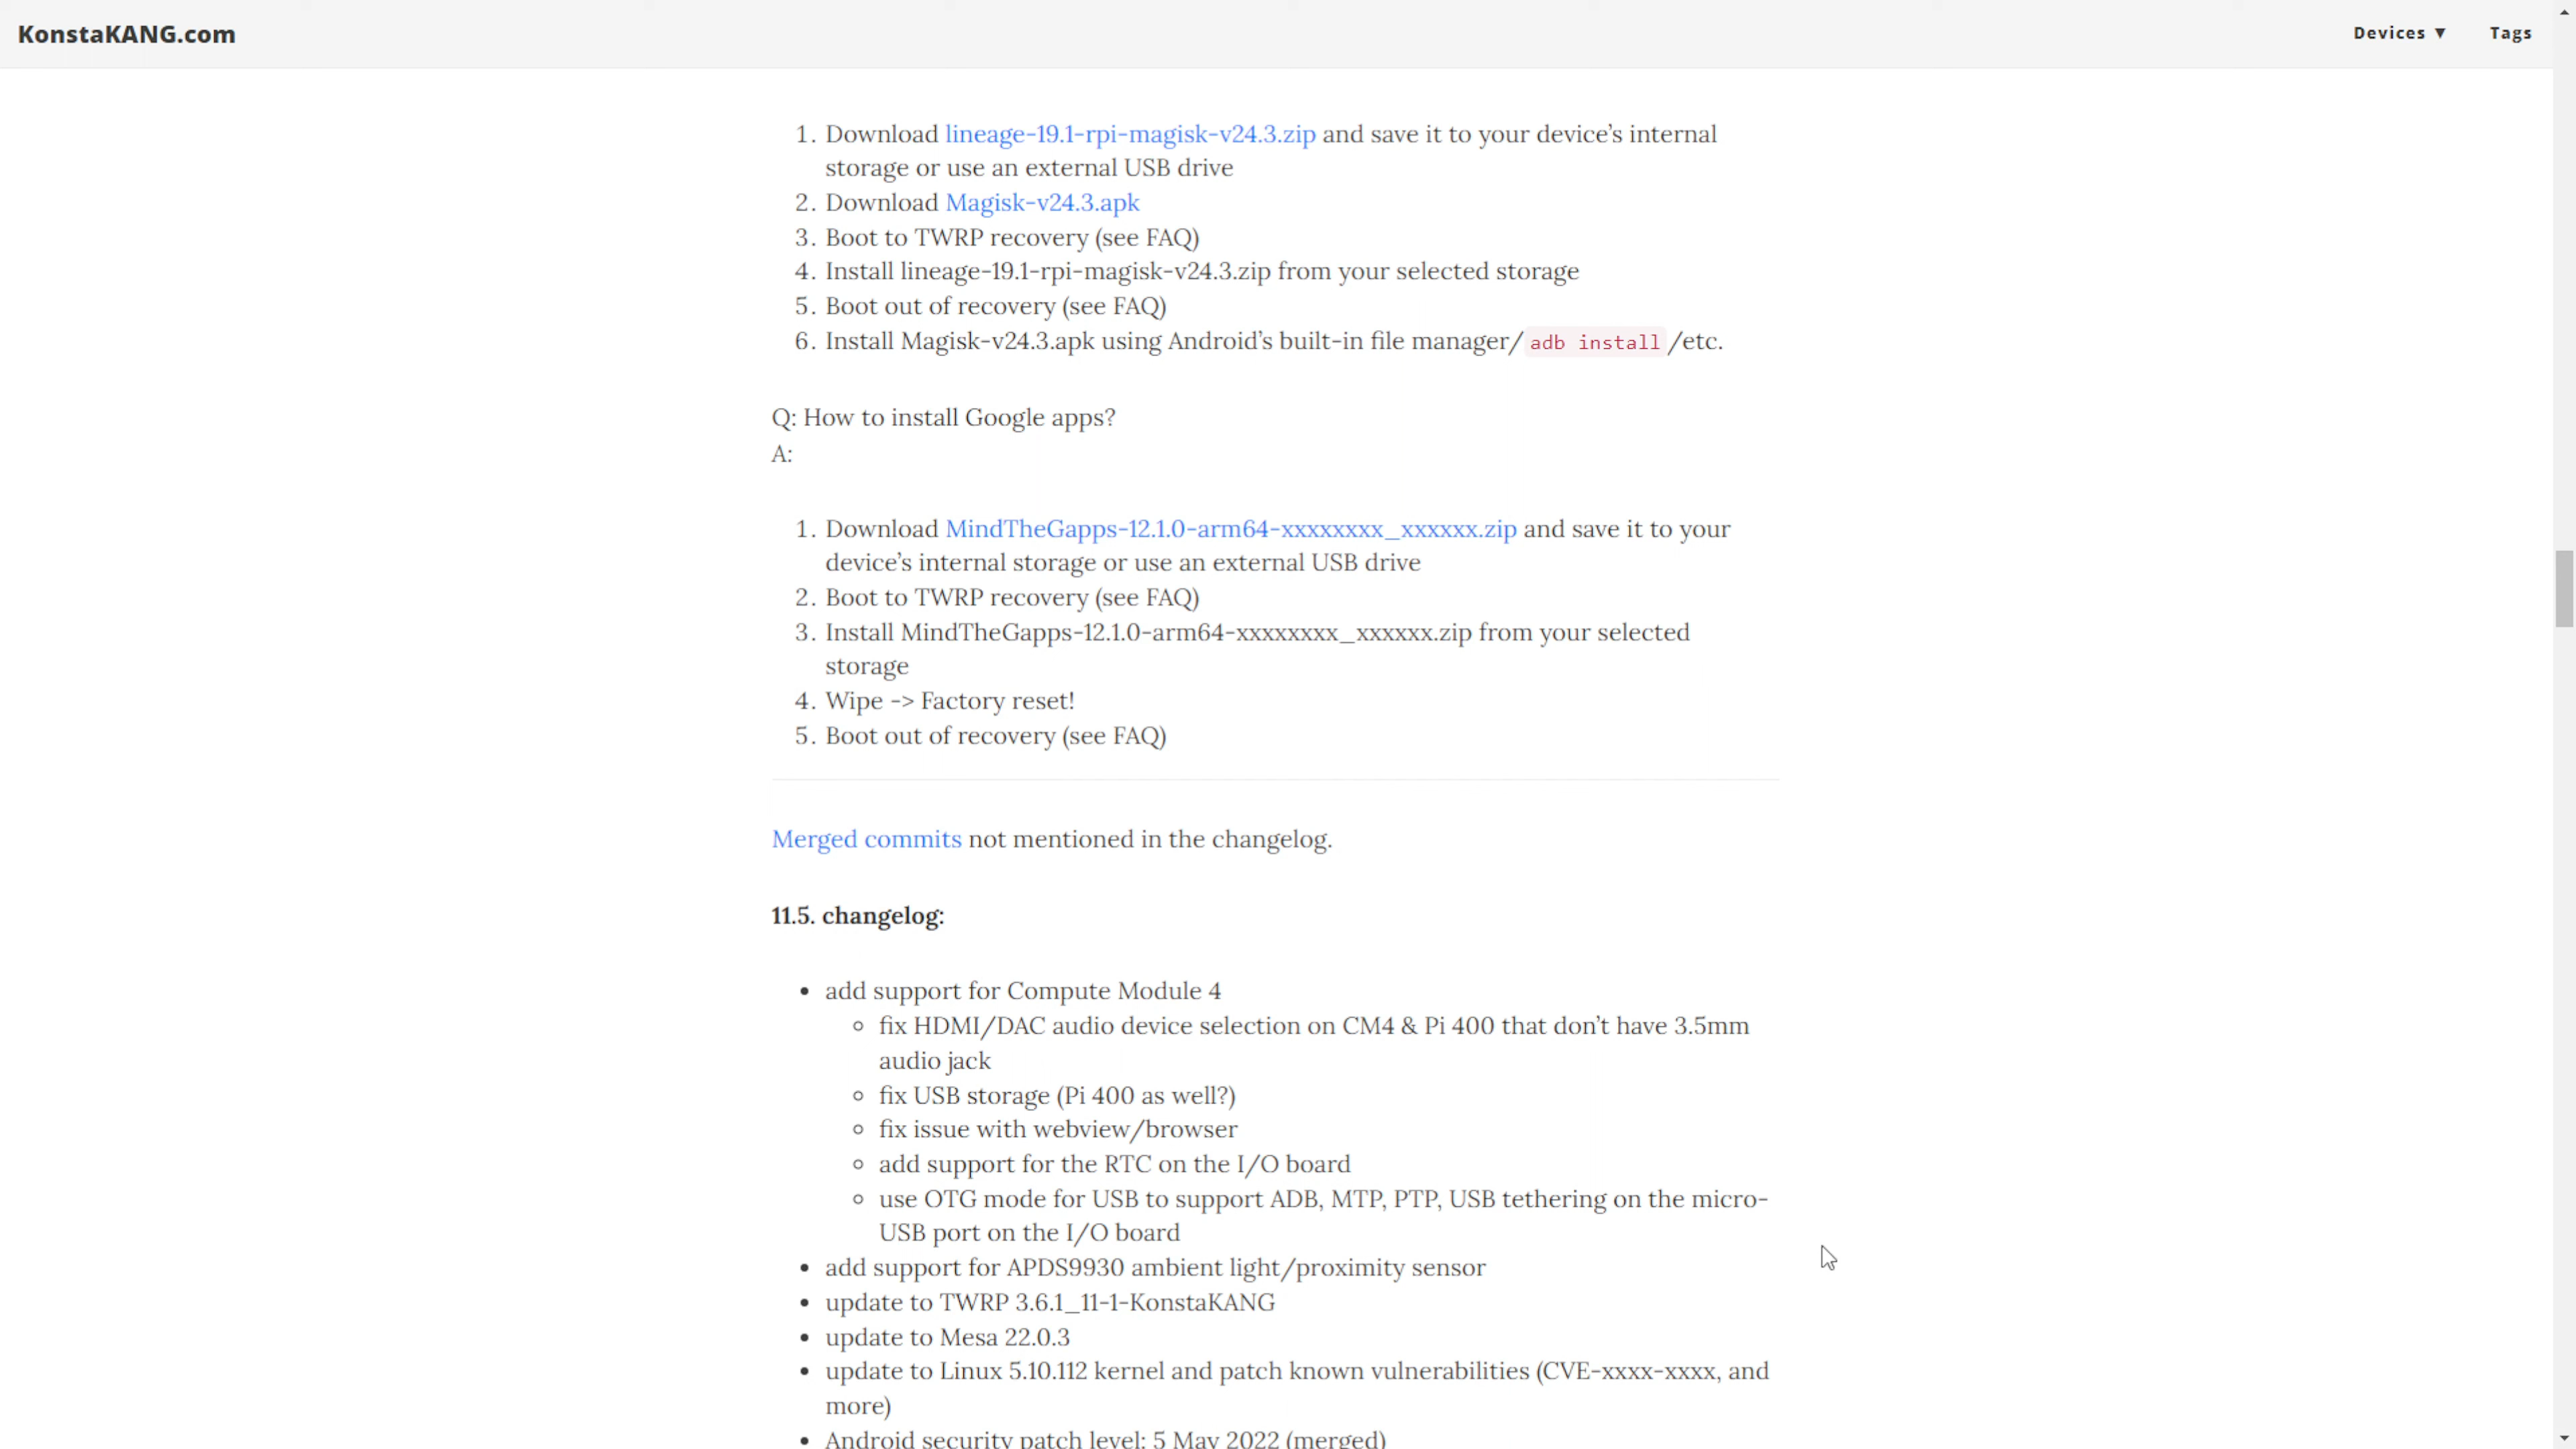 KonstaKANG.com
Devices ▼
Tags
1. Download lineage-19.1-rpi-magisk-v24.3.zip and save it to your device’s internal
storage or use an external USB drive
2. Download Magisk-v24.3.apk
3. Boot to TWRP recovery (see FAQ)
4. Install lineage-19.1-rpi-magisk-v24.3.zip from your selected storage
5. Boot out of recovery (see FAQ)
6. Install Magisk-v24.3.apk using Android’s built-in file manager/adb install/etc.
Q: How to install Google apps?
A:
1. Download MindTheGapps-12.1.0-arm64-xxxxxxxx_xxxxxx.zip and save it to your
device’s internal storage or use an external USB drive
2. Boot to TWRP recovery (see FAQ)
3. Install MindTheGapps-12.1.0-arm64-xxxxxxxx_xxxxxx.zip from your selected
storage
4. Wipe -> Factory reset!
5. Boot out of recovery (see FAQ)
Merged commits not mentioned in the changelog.
11.5. changelog:
• add support for Compute Module 4
◦ fix HDMI/DAC audio device selection on CM4 & Pi 400 that don’t have 3.5mm
audio jack
◦ fix USB storage (Pi 400 as well?)
◦ fix issue with webview/browser
◦ add support for the RTC on the I/O board
◦ use OTG mode for USB to support ADB, MTP, PTP, USB tethering on the micro-
USB port on the I/O board
• add support for APDS9930 ambient light/proximity sensor
• update to TWRP 3.6.1_11-1-KonstaKANG
• update to Mesa 22.0.3
• update to Linux 5.10.112 kernel and patch known vulnerabilities (CVE-xxxx-xxxx, and
more)
• Android security patch level: 5 May 2022 (merged)